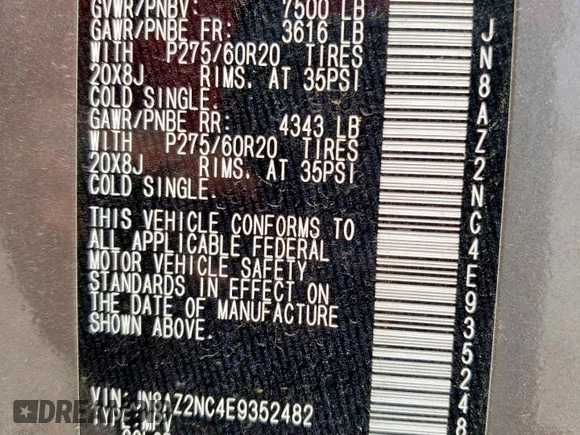 GVWR/PNBV: 7500 LB
GAWR/PNBE FR: 3616 LB
WITH P275/60R20 TIRES
20X8J RIMS. AT 35PSI
COLD SINGLE.
GAWR/PNBE RR: 4343 LB
WITH P275/60R20 TIRES
20X8J RIMS. AT 35PSI
COLD SINGLE.
THIS VEHICLE CONFORMS TO
ALL APPLICABLE FEDERAL
MOTOR VEHICLE SAFETY
STANDARDS IN EFFECT ON
THE DATE OF MANUFACTURE
SHOWN ABOVE.
VIN: JN8AZ2NC4E9352482
TYPE: MPV
JN8AZ2NC4E935248